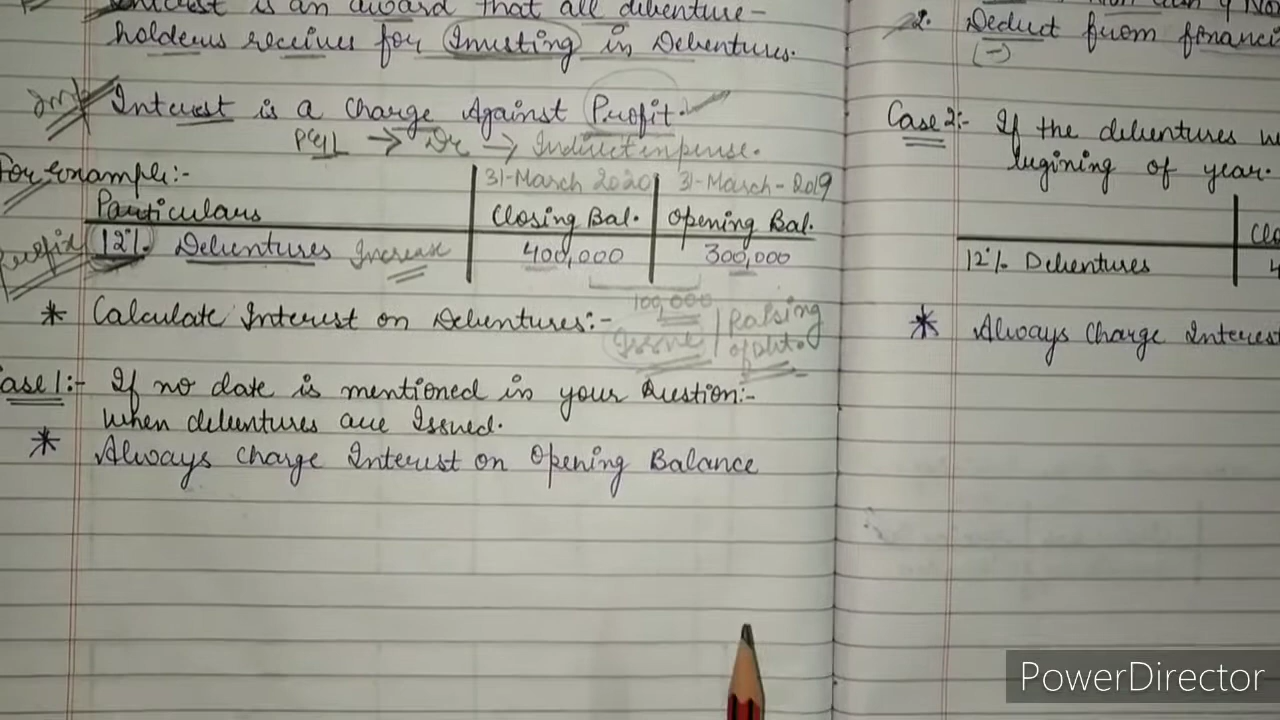 Interest is an award that all debenture-
holders receives for Investing in Debentures.
Imp Interest is a charge Against Profit.
P&L → Dr → Indirect expense.
For example:-
31-March 2020 31-March-2019
Particulars Closing Bal. Opening Bal.
Prefix 12% Debentures Increase 400,000 300,000
100,000
* Calculate Interest on Debentures:-
Issue / Raising of Debt.
Case 1:- If no date is mentioned in your Question:-
when debentures are Issued.
* Always charge Interest on Opening Balance
2. Deduct from financi
(-)
Case 2:- If the debentures
begining of year.
12% Debentures 4
* Always Charge Interest
PowerDirector